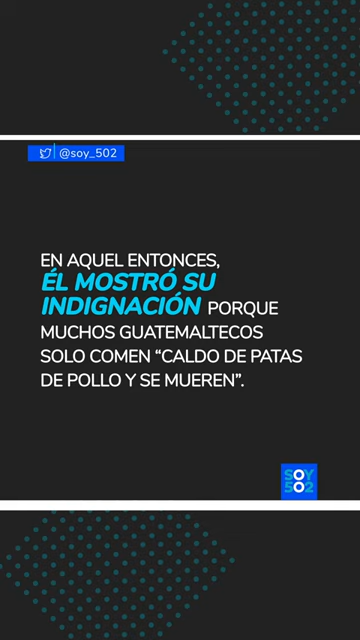 @soy_502
EN AQUEL ENTONCES,
ÉL MOSTRÓ SU
INDIGNACIÓN PORQUE
MUCHOS GUATEMALTECOS
SOLO COMEN “CALDO DE PATAS
DE POLLO Y SE MUEREN”.
SOY
502